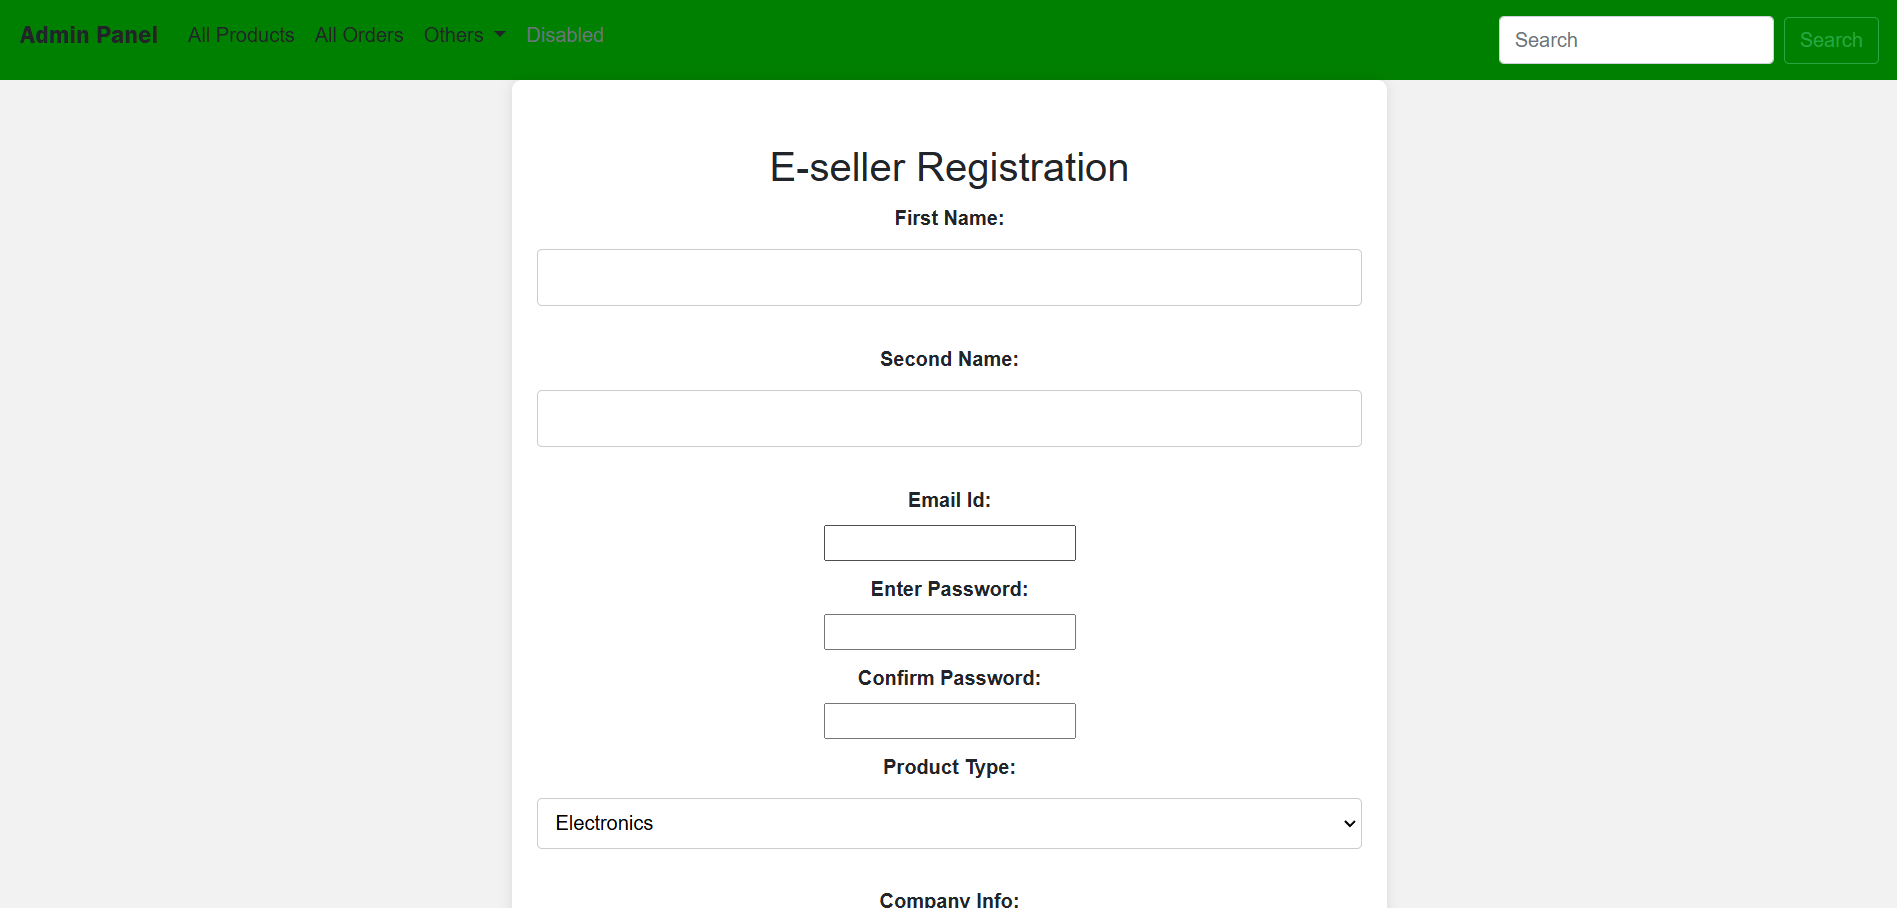 Admin Panel All Products All Orders Others Disabled Search Search
E-seller Registration
First Name:
Second Name:
Email Id:
Enter Password:
Confirm Password:
Product Type:
Electronics
Company Info: